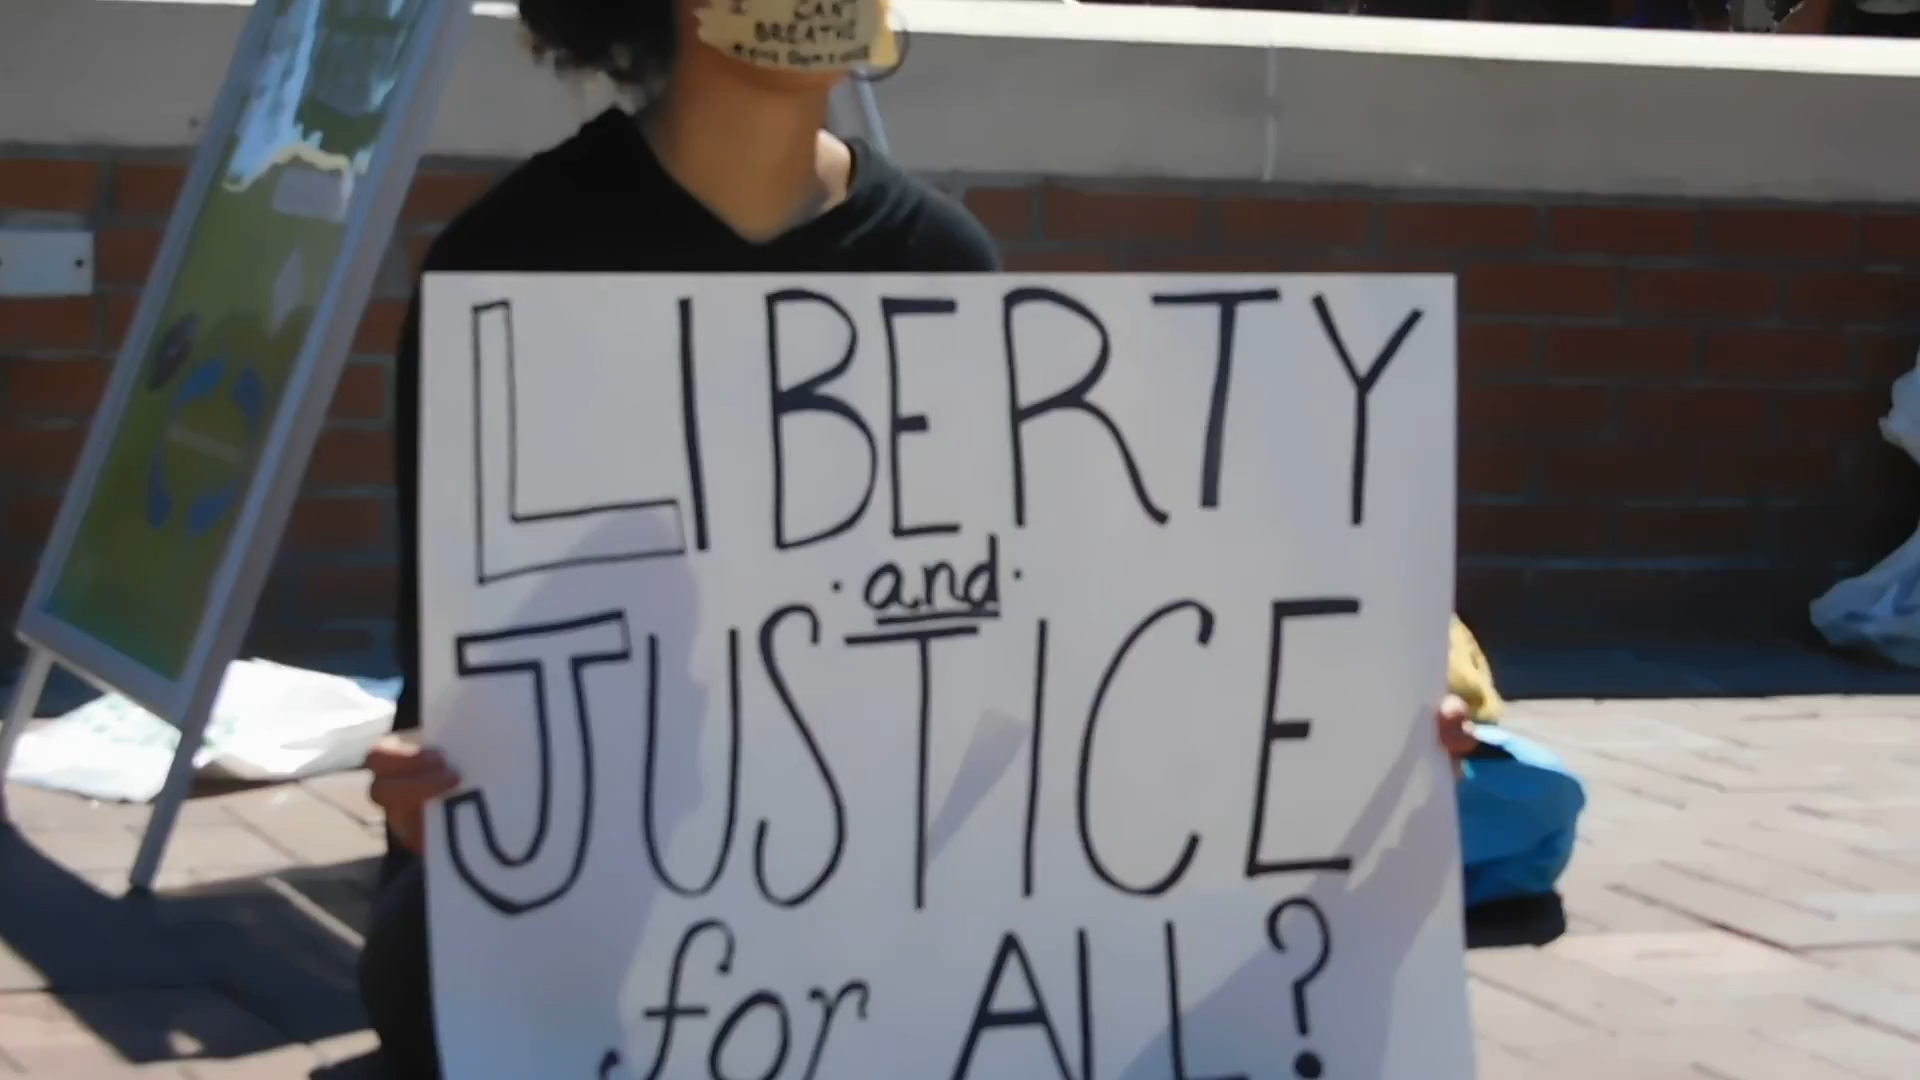 I CAN'T
BREATHE
LIBERTY
·and·
JUSTICE
for ALL?